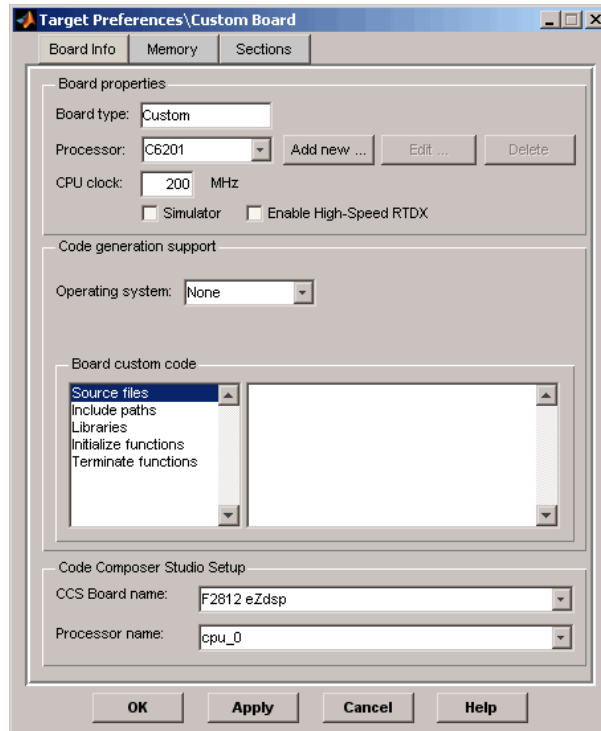 Target Preferences\Custom Board
Board Info Memory Sections
Board properties
Board type: Custom
Processor: C6201 Add new ... Edit ... Delete
CPU clock: 200 MHz
Simulator Enable High-Speed RTDX
Code generation support
Operating system: None
Board custom code
Source files
Include paths
Libraries
Initialize functions
Terminate functions
Code Composer Studio Setup
CCS Board name: F2812 eZdsp
Processor name: cpu_0
OK Apply Cancel Help